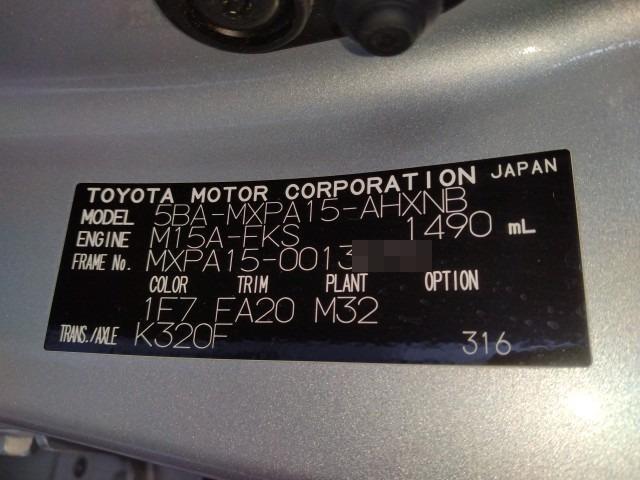 TOYOTA MOTOR CORPORATION JAPAN
MODEL 5BA-MXPA15-AHXNB
ENGINE M15A-FKS 1490 mL
FRAME No. MXPA15-0013
COLOR TRIM PLANT OPTION
1E7 FA20 M32
TRANS./AXLE K320F 316